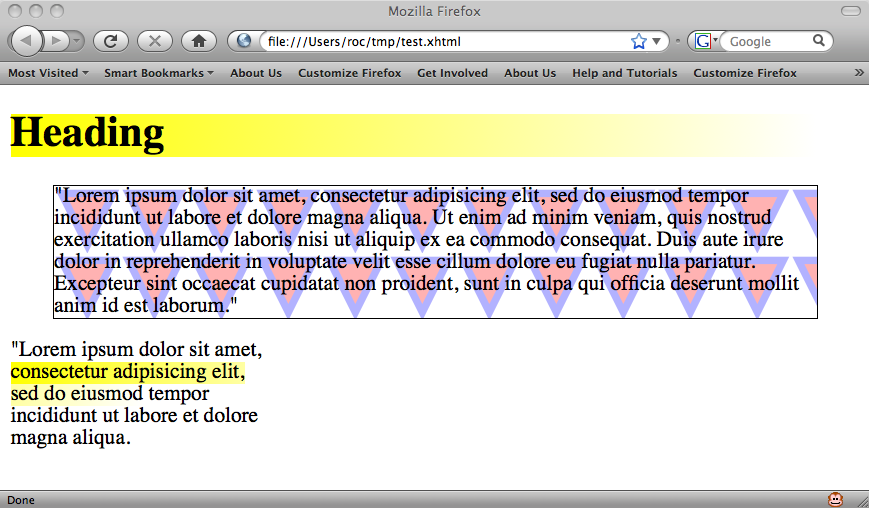 Mozilla Firefox
file:///Users/roc/tmp/test.xhtml
G Google
Most Visited Smart Bookmarks About Us Customize Firefox Get Involved About Us Help and Tutorials Customize Firefox »
Heading
"Lorem ipsum dolor sit amet, consectetur adipisicing elit, sed do eiusmod tempor
incididunt ut labore et dolore magna aliqua. Ut enim ad minim veniam, quis nostrud
exercitation ullamco laboris nisi ut aliquip ex ea commodo consequat. Duis aute irure
dolor in reprehenderit in voluptate velit esse cillum dolore eu fugiat nulla pariatur.
Excepteur sint occaecat cupidatat non proident, sunt in culpa qui officia deserunt mollit
anim id est laborum."
"Lorem ipsum dolor sit amet,
consectetur adipisicing elit,
sed do eiusmod tempor
incididunt ut labore et dolore
magna aliqua.
Done